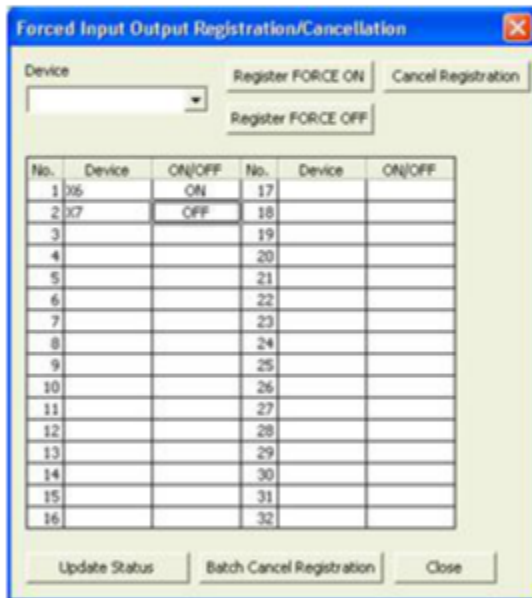 Forced Input Output Registration/Cancellation
Device
Register FORCE ON Cancel Registration
Register FORCE OFF
No. Device ON/OFF No. Device ON/OFF
1 X6 ON 17
2 X7 OFF 18
3 19
4 20
5 21
6 22
7 23
8 24
9 25
10 26
11 27
12 28
13 29
14 30
15 31
16 32
Update Status Batch Cancel Registration Close